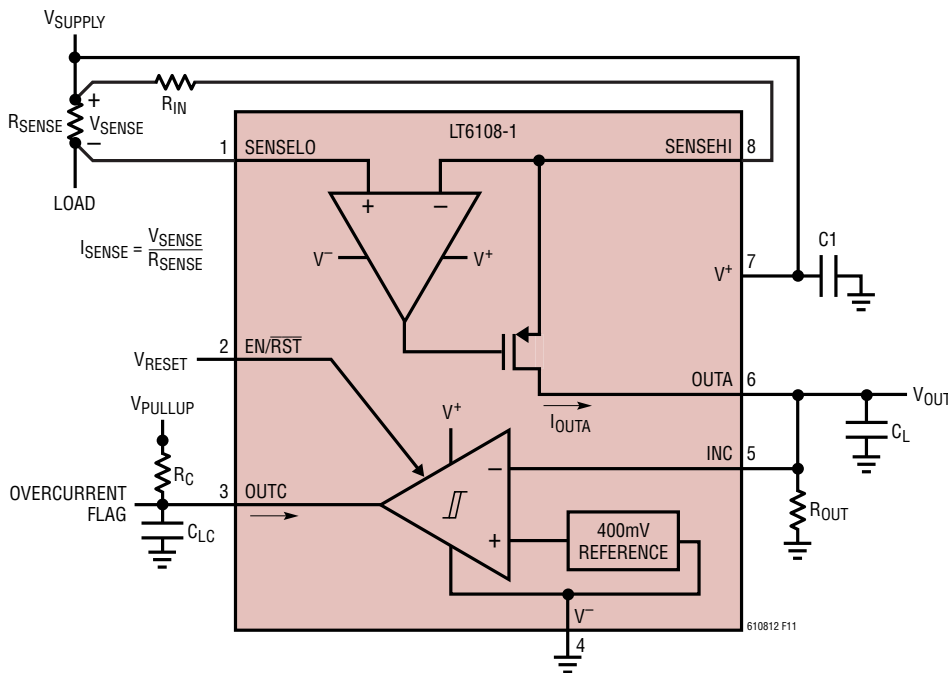 VSUPPLY
+
RIN
RSENSE
VSENSE
−
LOAD
ISENSE = VSENSE
RSENSE
LT6108-1
1
SENSELO
SENSEHI
8
+
−
V−
V+
7
V+
C1
2
EN/RST
VRESET
OUTA
6
VOUT
IOUTA
CL
VPULLUP
V+
INC
5
RC
−
OVERCURRENT
FLAG
3
OUTC
ROUT
CLC
+
400mV
REFERENCE
V−
4
610812 F11